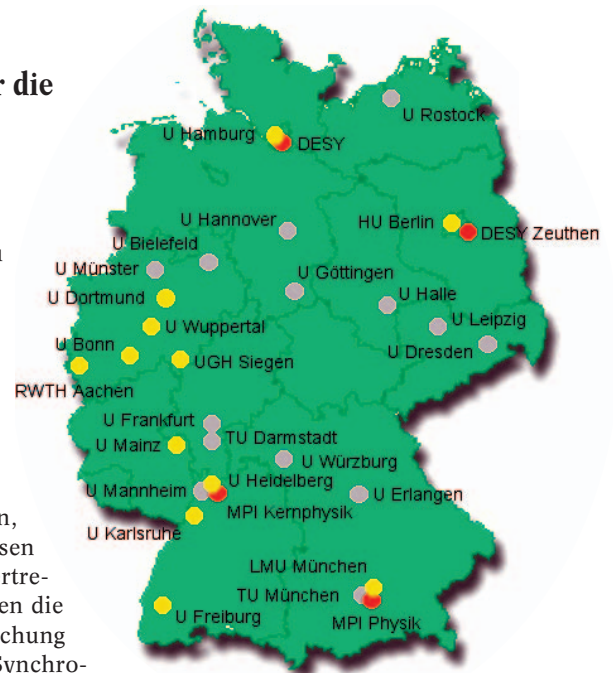 r die
U Rostock
U Hamburg
DESY
U Hannover
HU Berlin
DESY Zeuthen
U Bielefeld
U Münster
U Göttingen
U Dortmund
U Halle
U Wuppertal
U Leipzig
U Bonn
UGH Siegen
U Dresden
RWTH Aachen
U Frankfurt
U Mainz
TU Darmstadt
U Würzburg
U Heidelberg
U Mannheim
U Erlangen
MPI Kernphysik
U Karlsruhe
LMU München
TU München
U Freiburg
MPI Physik
n,
sen
rtre-
en die
chung
Synchro-